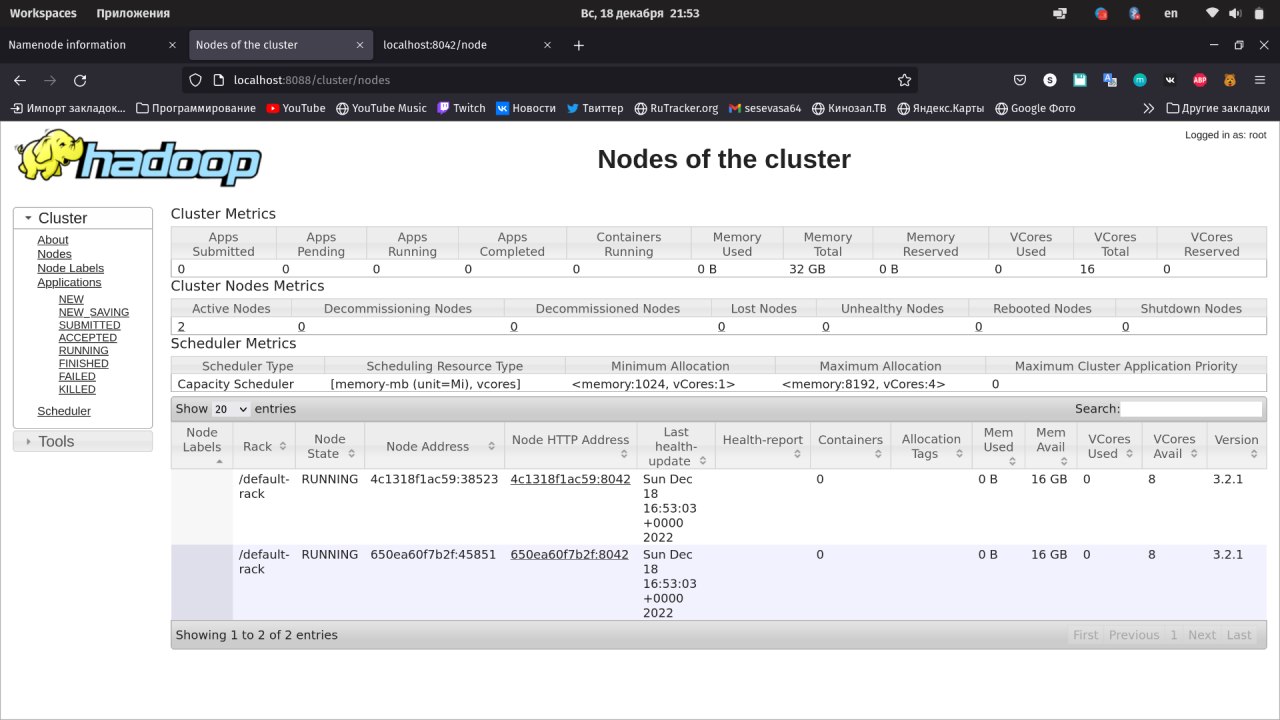 Workspaces Приложения Вс, 18 декабря 21:53 en
Namenode information × Nodes of the cluster × localhost:8042/node × +
localhost:8088/cluster/nodes
Импорт закладок... Программирование YouTube YouTube Music Twitch Новости Твиттер RuTracker.org sesevasa64 Кинозал.ТВ Яндекс.Карты Google Фото Другие закладки
Logged in as: root
hadoop
Nodes of the cluster
Cluster
About
Nodes
Node Labels
Applications
NEW
NEW_SAVING
SUBMITTED
ACCEPTED
RUNNING
FINISHED
FAILED
KILLED
Scheduler
Tools
Cluster Metrics
Apps Submitted Apps Pending Apps Running Apps Completed Containers Running Memory Used Memory Total Memory Reserved VCores Used VCores Total VCores Reserved
0 0 0 0 0 0 B 32 GB 0 B 0 16 0
Cluster Nodes Metrics
Active Nodes Decommissioning Nodes Decommissioned Nodes Lost Nodes Unhealthy Nodes Rebooted Nodes Shutdown Nodes
2 0 0 0 0 0 0
Scheduler Metrics
Scheduler Type Scheduling Resource Type Minimum Allocation Maximum Allocation Maximum Cluster Application Priority
Capacity Scheduler [memory-mb (unit=Mi), vcores] <memory:1024, vCores:1> <memory:8192, vCores:4> 0
Show 20 entries Search:
Node Labels Rack Node State Node Address Node HTTP Address Last health-update Health-report Containers Allocation Tags Mem Used Mem Avail VCores Used VCores Avail Version
/default-rack RUNNING 4c1318f1ac59:38523 4c1318f1ac59:8042 Sun Dec 18 16:53:03 +0000 2022 0 0 B 16 GB 0 8 3.2.1
/default-rack RUNNING 650ea60f7b2f:45851 650ea60f7b2f:8042 Sun Dec 18 16:53:03 +0000 2022 0 0 B 16 GB 0 8 3.2.1
Showing 1 to 2 of 2 entries First Previous 1 Next Last